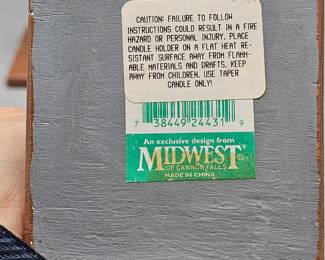 CAUTION: FAILURE TO FOLLOW
INSTRUCTIONS COULD RESULT IN A FIRE
HAZARD OR PERSONAL INJURY. PLACE
CANDLE HOLDER ON A FLAT HEAT RE-
SISTANT SURFACE AWAY FROM FLAMM-
ABLE MATERIALS AND DRAFTS. KEEP
AWAY FROM CHILDREN. USE TAPER
CANDLE ONLY!
7 38449 24431 9
An exclusive design from
MIDWEST®
OF CANNON FALLS
MADE IN CHINA